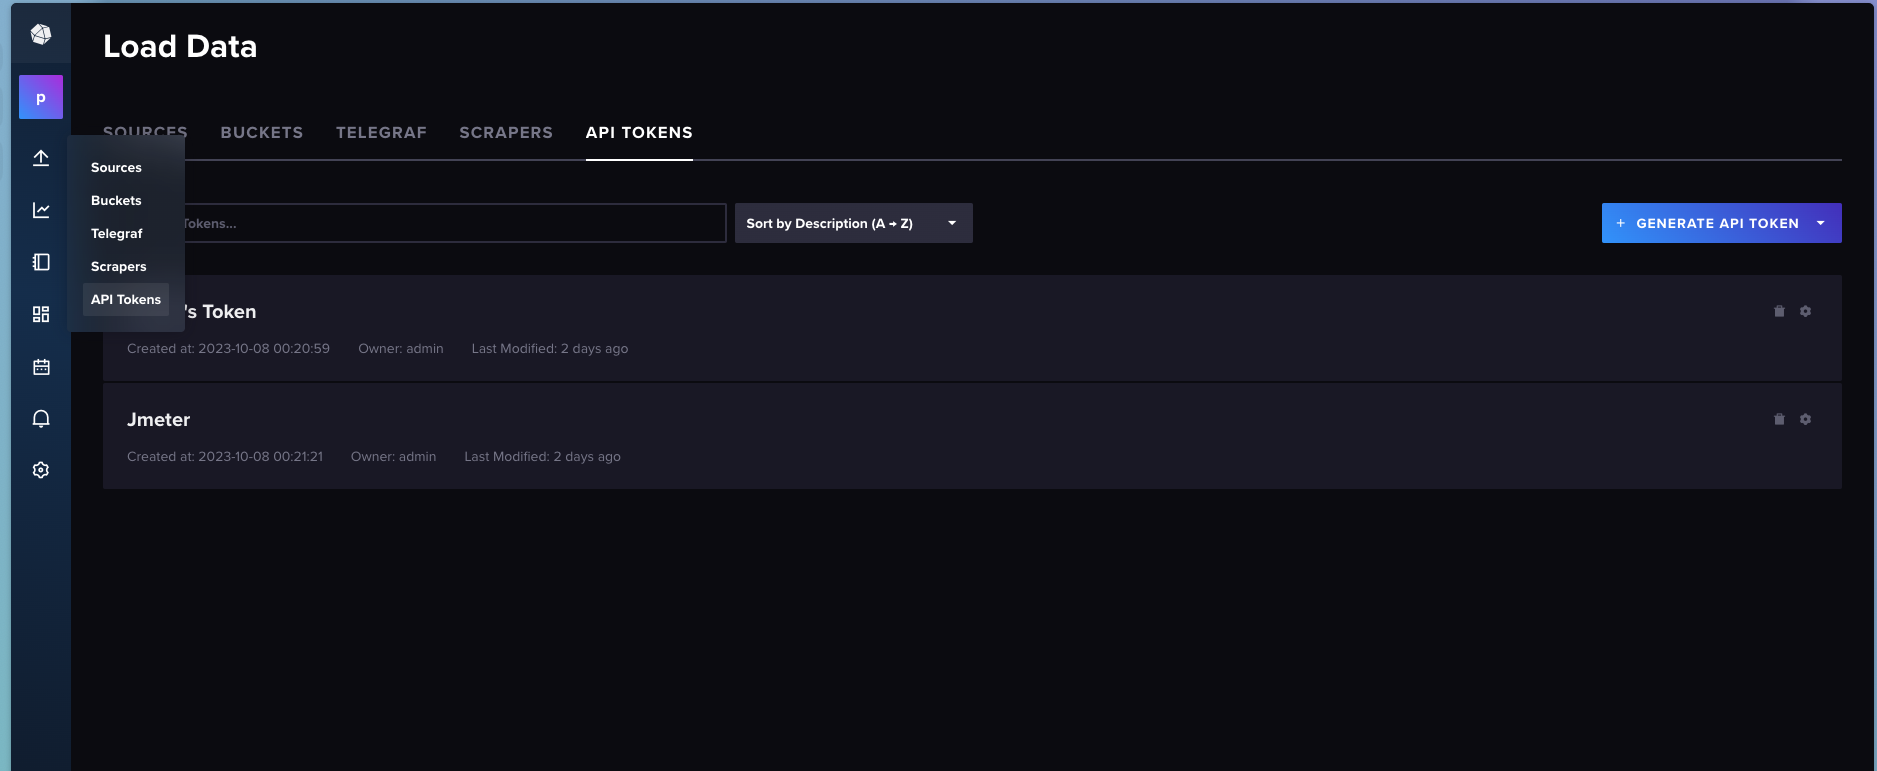 Load Data
p
SOURCES BUCKETS TELEGRAF SCRAPERS API TOKENS
Sources
Buckets
Telegraf
Scrapers
API Tokens
Tokens...
Sort by Description (A → Z)
+ GENERATE API TOKEN
's Token
Created at: 2023-10-08 00:20:59 Owner: admin Last Modified: 2 days ago
Jmeter
Created at: 2023-10-08 00:21:21 Owner: admin Last Modified: 2 days ago